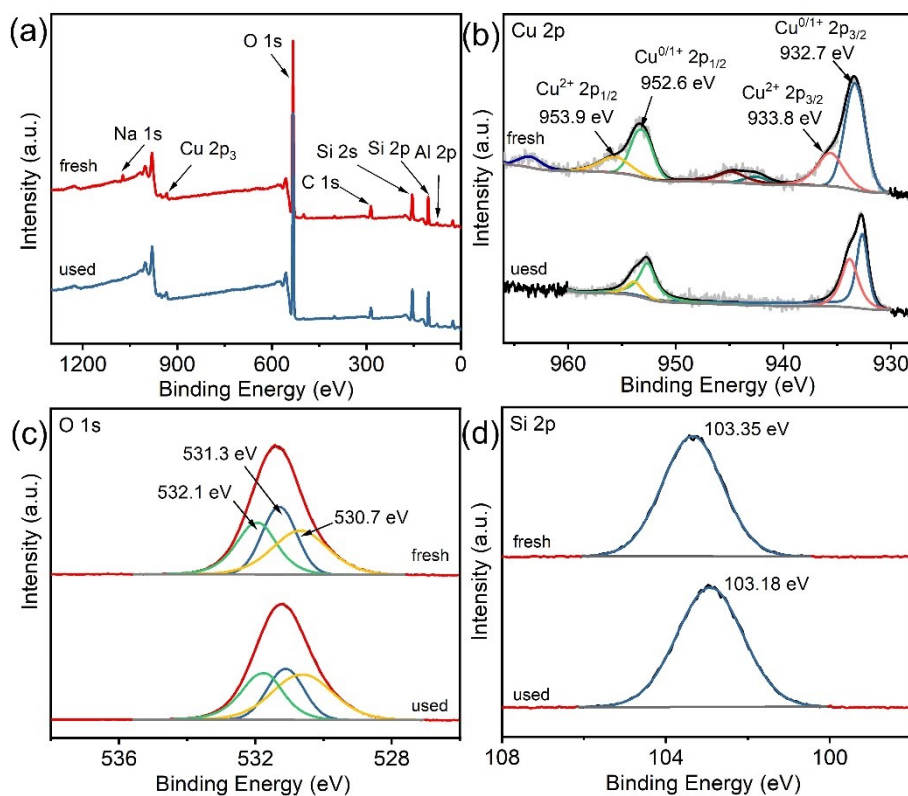 (a)
O 1s
Na 1s
fresh
Cu 2p₃
Si 2s
Si 2p
Al 2p
C 1s
used
Intensity (a.u.)
1200
900
600
300
0
Binding Energy (eV)
(b) Cu 2p
Cu⁰/¹⁺ 2p₃/₂
932.7 eV
Cu⁰/¹⁺ 2p₁/₂
952.6 eV
Cu²⁺ 2p₁/₂
953.9 eV
Cu²⁺ 2p₃/₂
933.8 eV
fresh
uesd
Intensity (a.u.)
960
950
940
930
Binding Energy (eV)
(c) O 1s
531.3 eV
532.1 eV
530.7 eV
fresh
used
Intensity (a.u.)
536
532
528
Binding Energy (eV)
(d) Si 2p
103.35 eV
fresh
103.18 eV
used
Intensity (a.u.)
108
104
100
Binding Energy (eV)